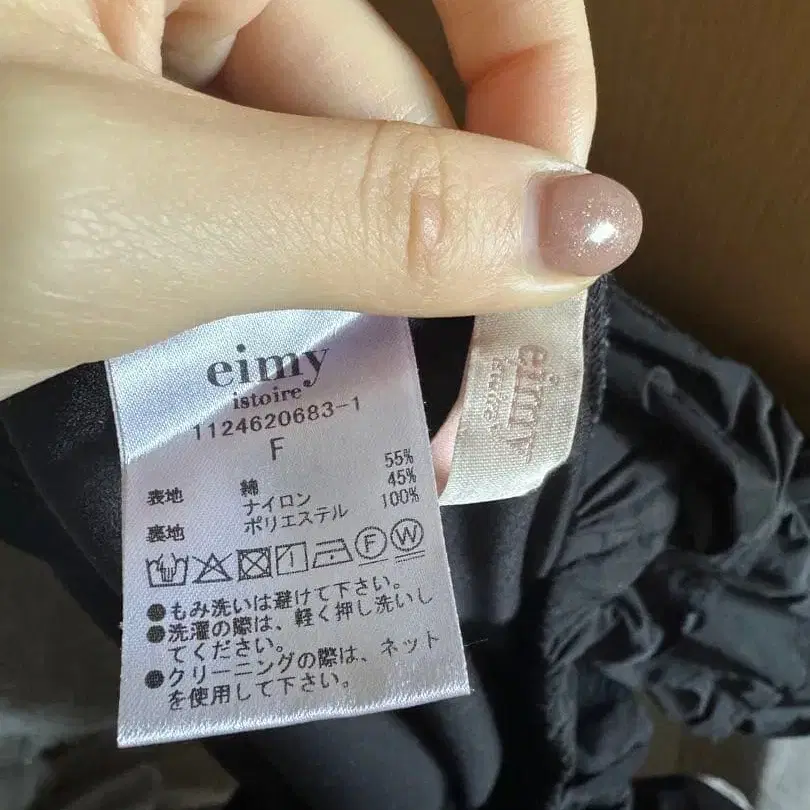 eimy
istoire
1124620683-1
F
表地 綿 55%
ナイロン 45%
裏地 ポリエステル 100%
F W
●もみ洗いは避けて下さい。
●洗濯の際は、軽く押し洗いし
てください。
●クリーニングの際は、ネット
を使用して下さい。
eimy
istoire